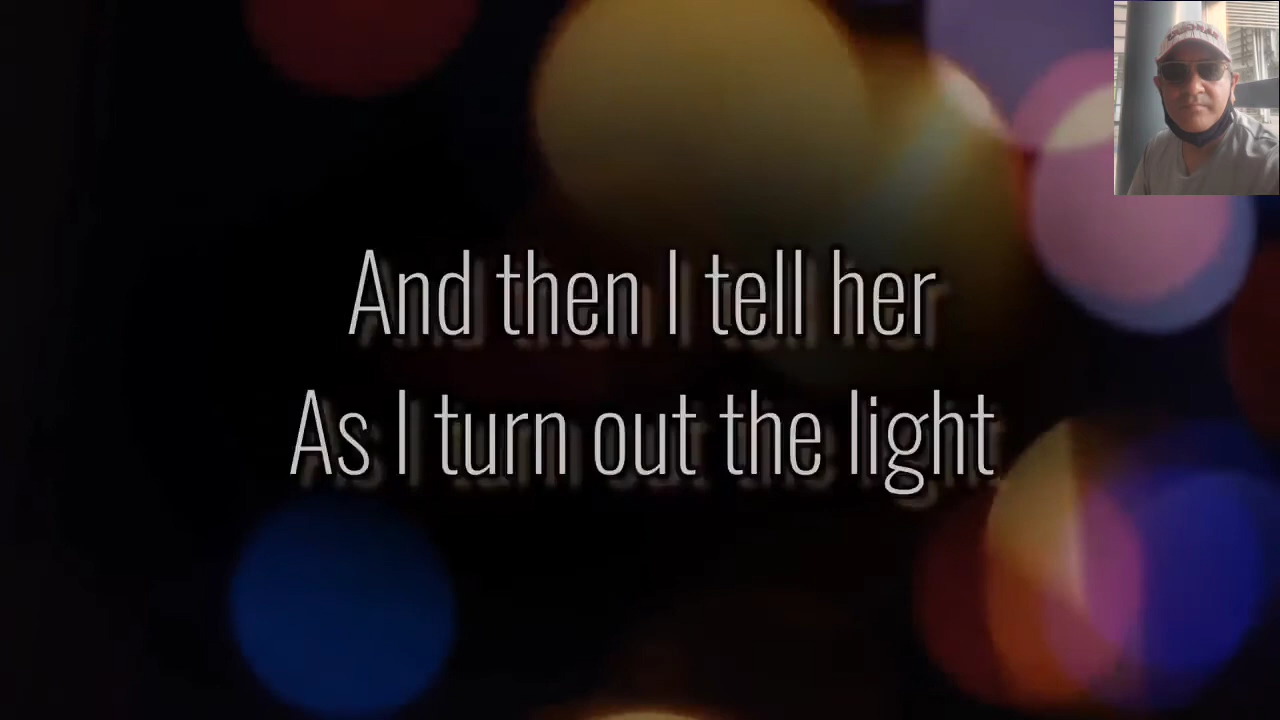 And then I tell her
As I turn out the light